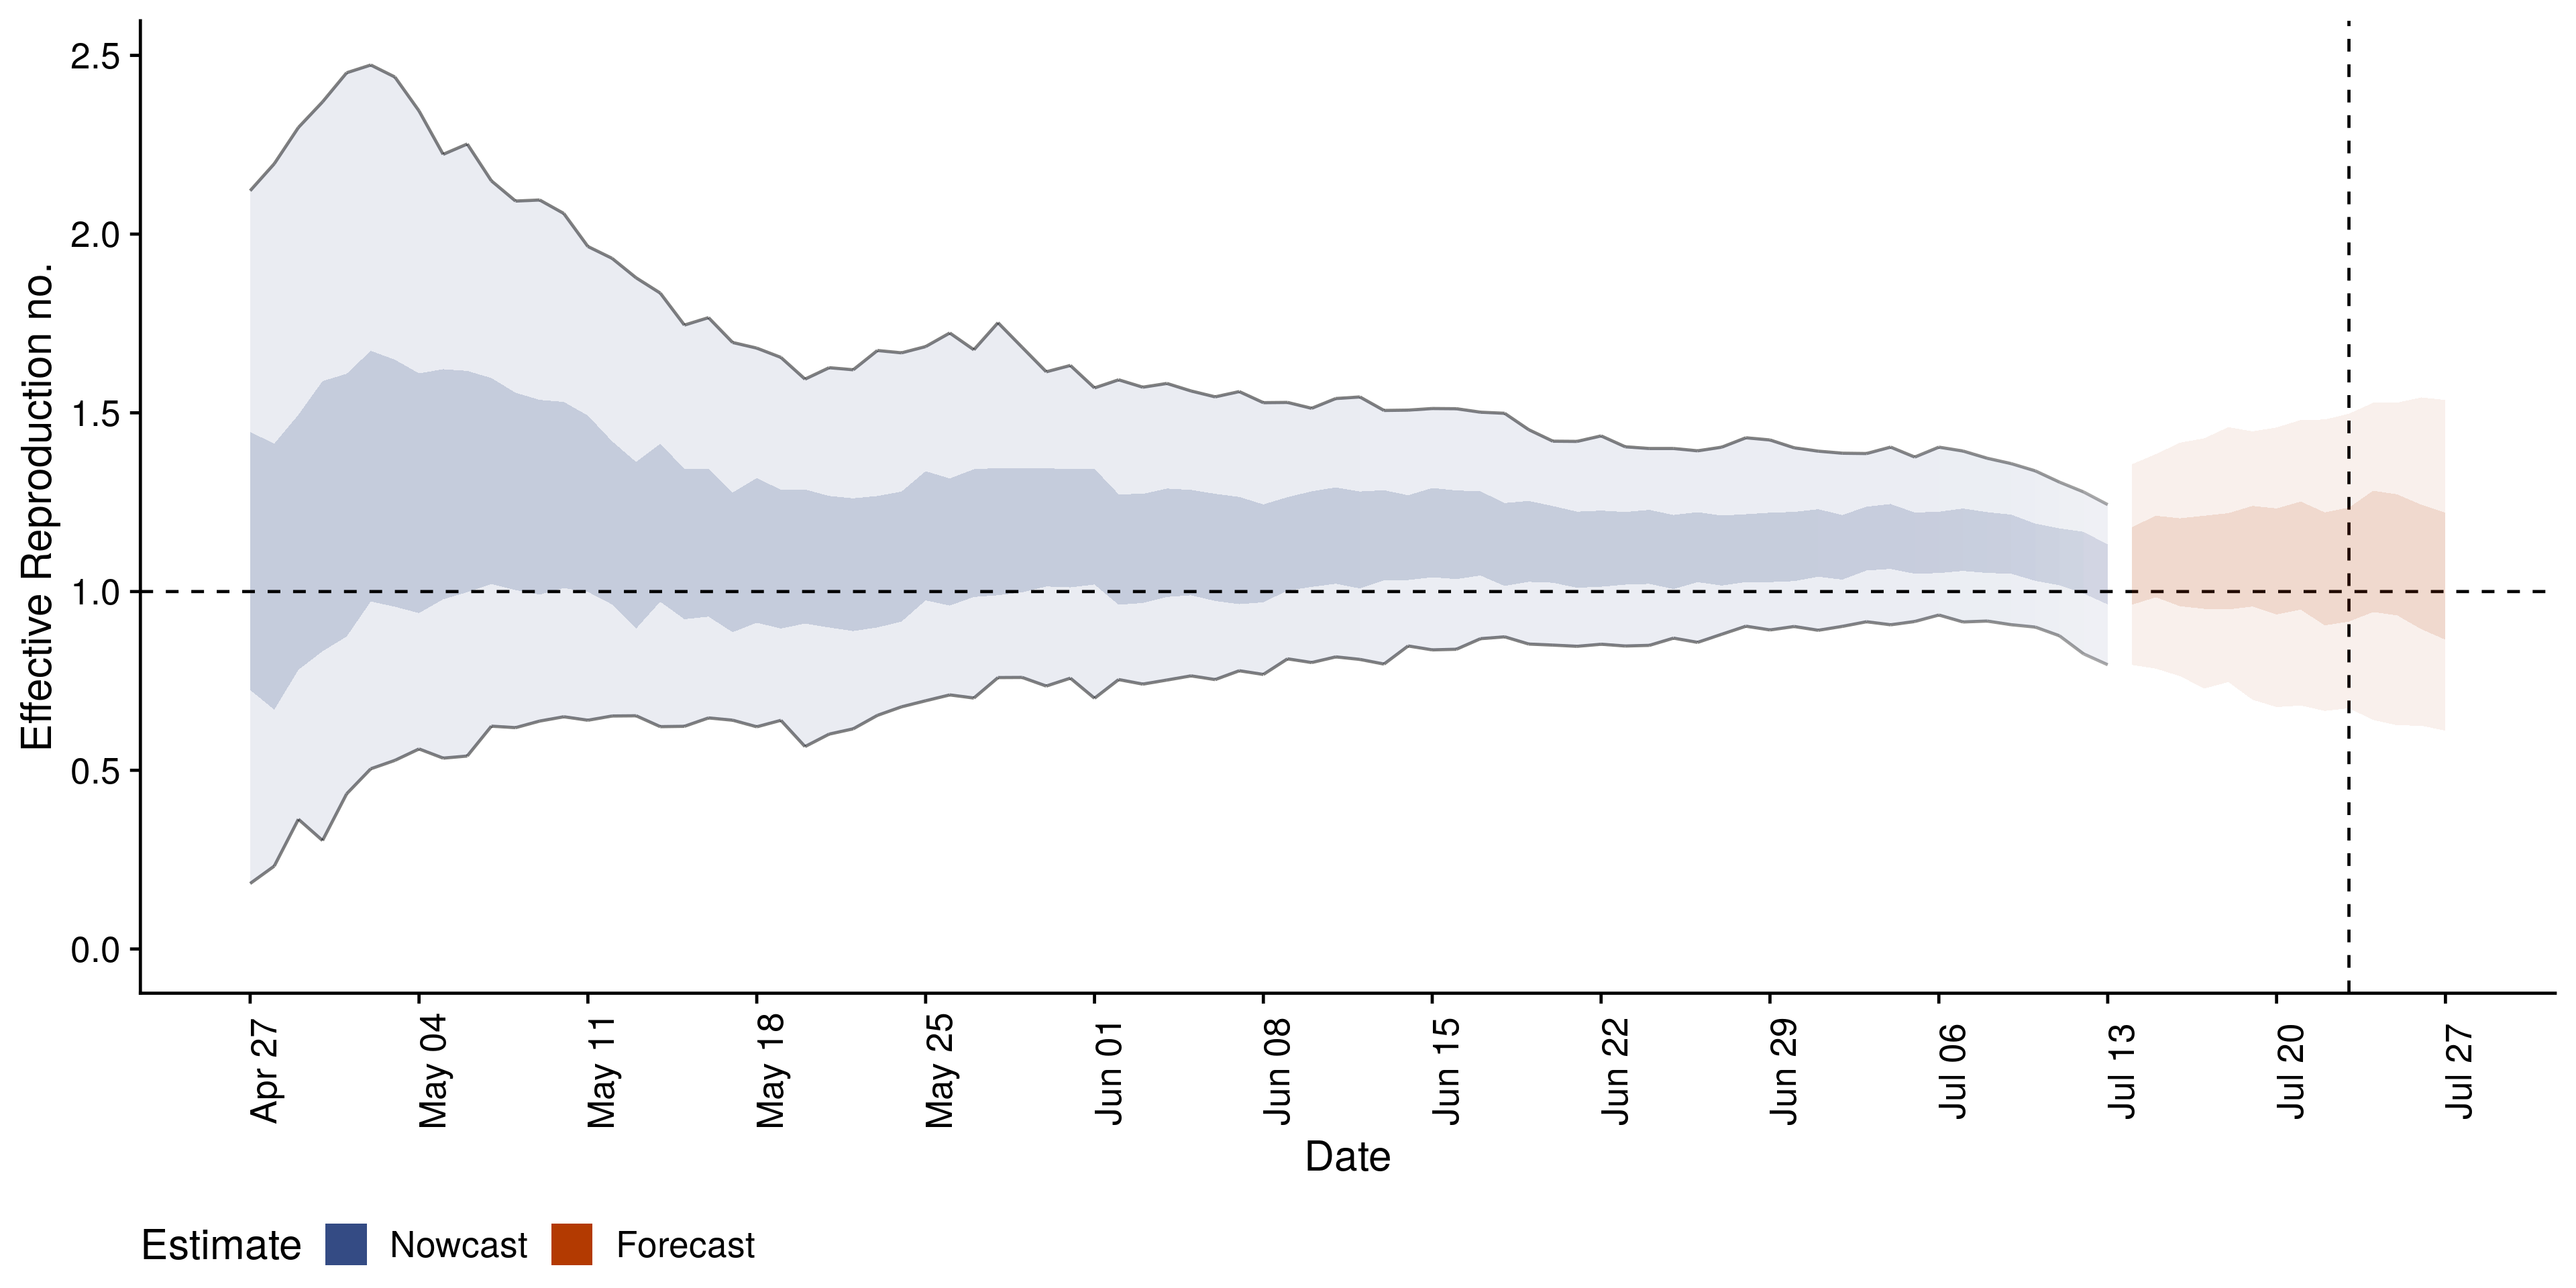 Effective Reproduction no.
2.5
2.0
1.5
1.0
0.5
0.0
Apr 27
May 04
May 11
May 18
May 25
Jun 01
Jun 08
Jun 15
Jun 22
Jun 29
Jul 06
Jul 13
Jul 20
Jul 27
Date
Estimate Nowcast Forecast